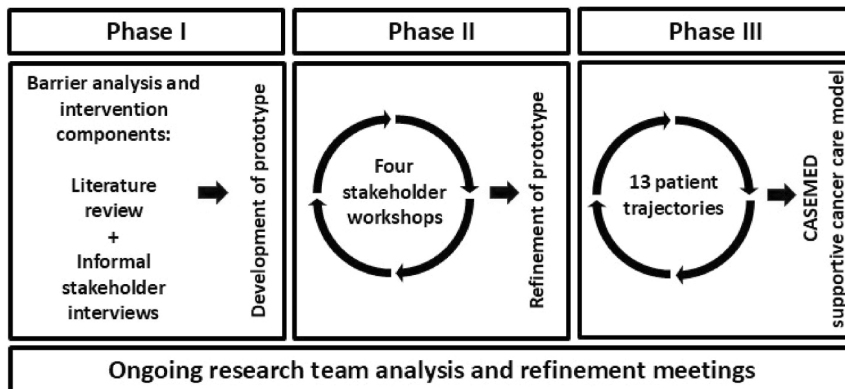 Phase I
Phase II
Phase III
Barrier analysis and
intervention
components:
Literature
review
+
Informal
stakeholder
interviews
Development of prototype
Four
stakeholder
workshops
Refinement of prototype
13 patient
trajectories
CASEMED
supportive cancer care model
Ongoing research team analysis and refinement meetings